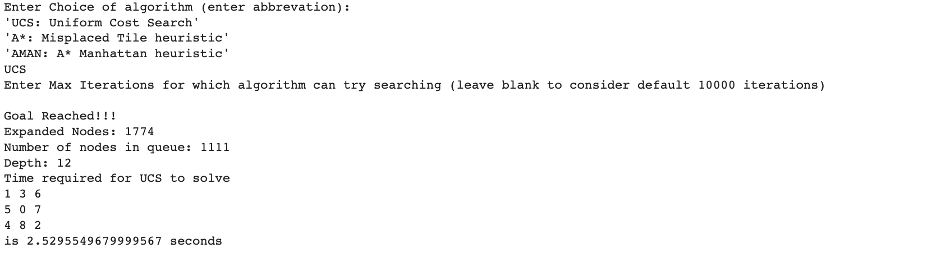 Enter Choice of algorithm (enter abbrevation):
'UCS: Uniform Cost Search'
'A*: Misplaced Tile heuristic'
'AMAN: A* Manhattan heuristic'
UCS
Enter Max Iterations for which algorithm can try searching (leave blank to consider default 10000 iterations)
Goal Reached!!!
Expanded Nodes: 1774
Number of nodes in queue: 1111
Depth: 12
Time required for UCS to solve
1 3 6
5 0 7
4 8 2
is 2.5295549679999567 seconds